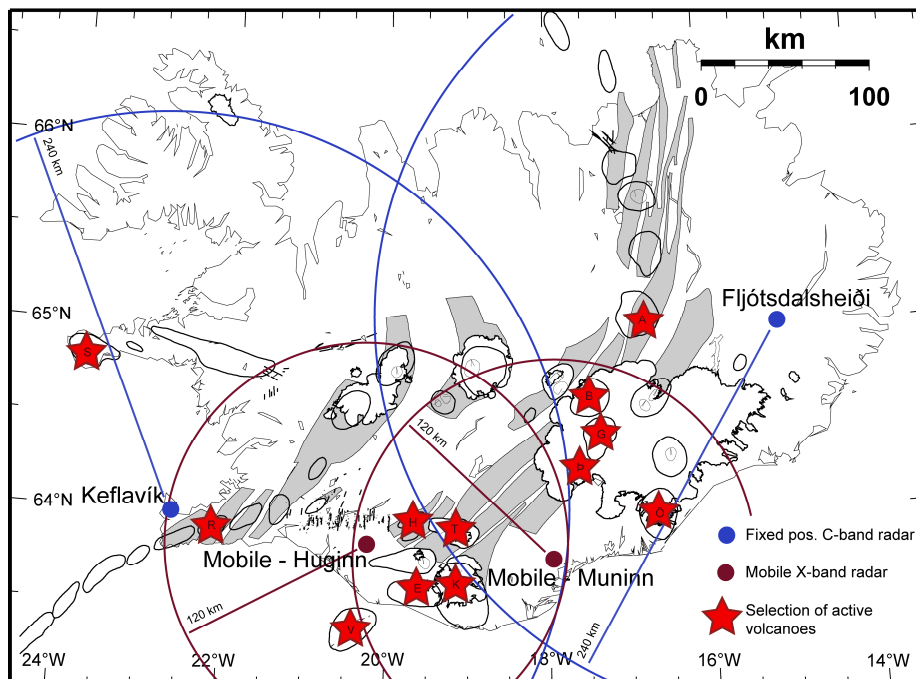 km
0 100
66°N
240 km
65°N
Fljótsdalsheiði
A
S
B
120 km
G
Þ
64°N
Keflavík
R
H
T
O
Fixed pos. C-band radar
Mobile - Huginn
Mobile - Muninn
Mobile X-band radar
E
K
120 km
Selection of active
volcanoes
V
240 km
24°W 22°W 20°W 18°W 16°W 14°W